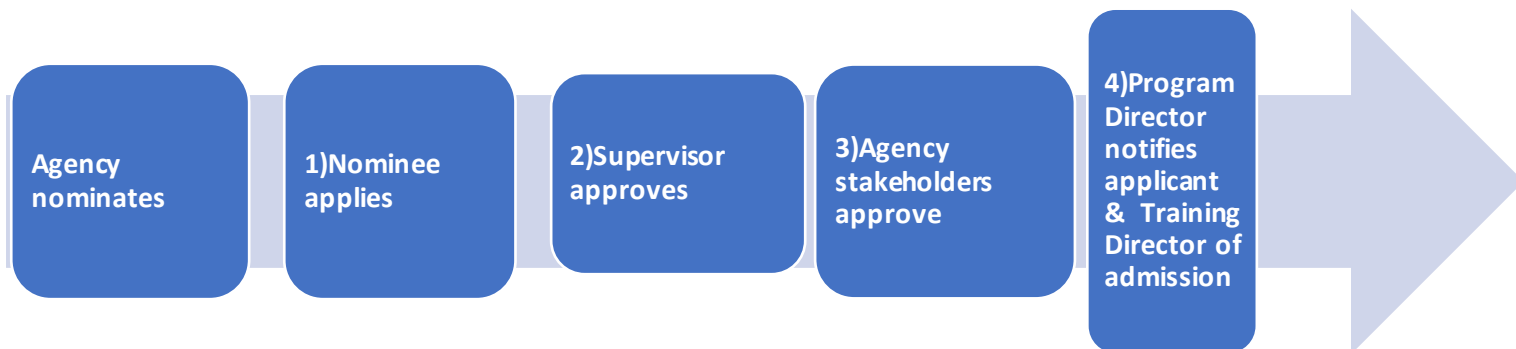 Agency
nominates
1)Nominee
applies
2)Supervisor
approves
3)Agency
stakeholders
approve
4)Program
Director
notifies
applicant
& Training
Director of
admission